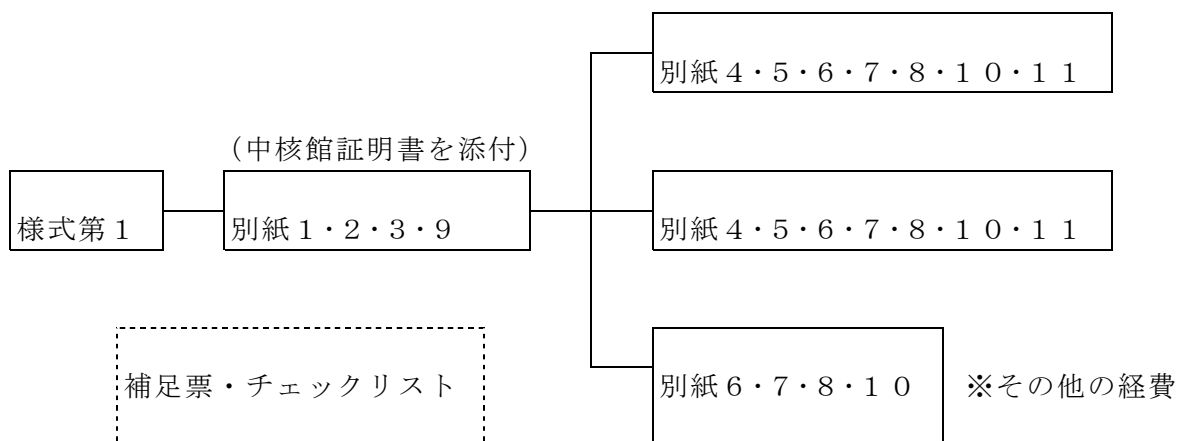 別紙４・５・６・７・８・１０・１１
（中核館証明書を添付）
様式第１
別紙１・２・３・９
別紙４・５・６・７・８・１０・１１
補足票・チェックリスト
別紙６・７・８・１０
※その他の経費